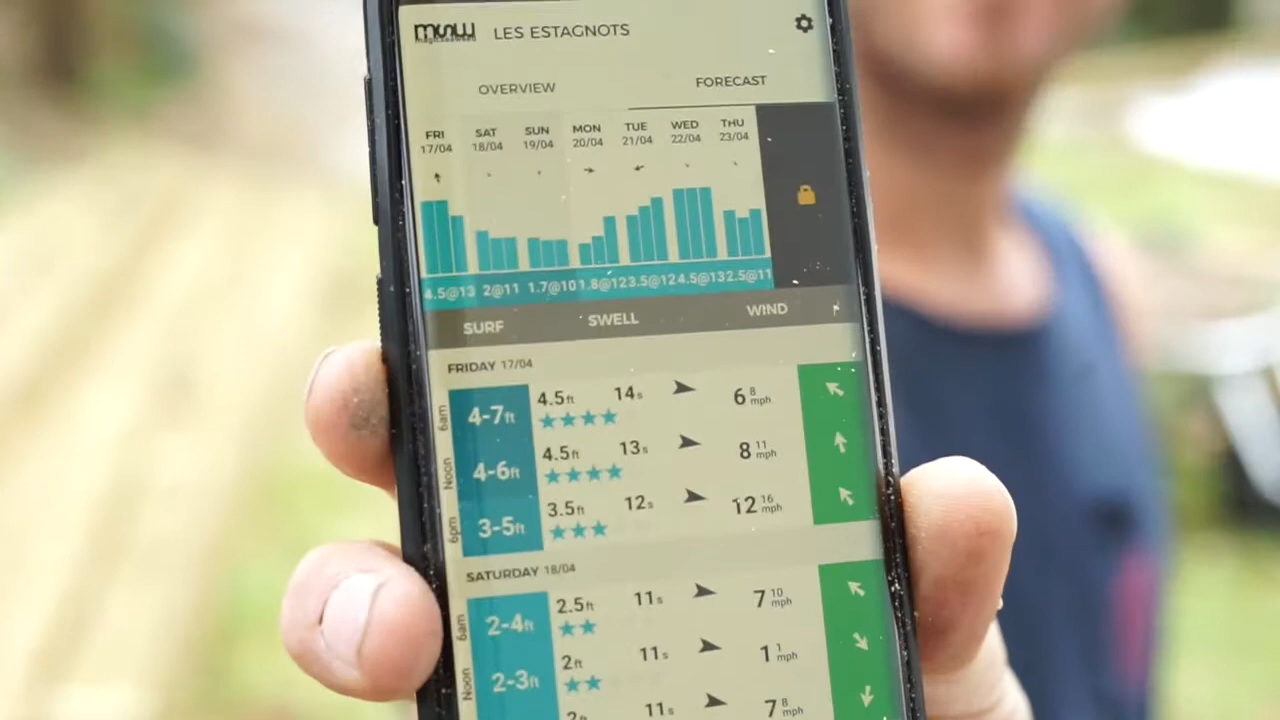 msw LES ESTAGNOTS
magicseaweed
OVERVIEW FORECAST
FRI SAT SUN MON TUE WED THU
17/04 18/04 19/04 20/04 21/04 22/04 23/04
4.5@13 2@11 1.7@10 1.8@12 3.5@12 4.5@13 2.5@11
SURF SWELL WIND
FRIDAY 17/04
6am 4-7ft 4.5ft 14s 6 8 mph
Noon 4-6ft 4.5ft 13s 8 11 mph
6pm 3-5ft 3.5ft 12s 12 16 mph
SATURDAY 18/04
6am 2-4ft 2.5ft 11s 7 10 mph
Noon 2-3ft 2ft 11s 1 1 mph
2ft 11s 7 8 mph